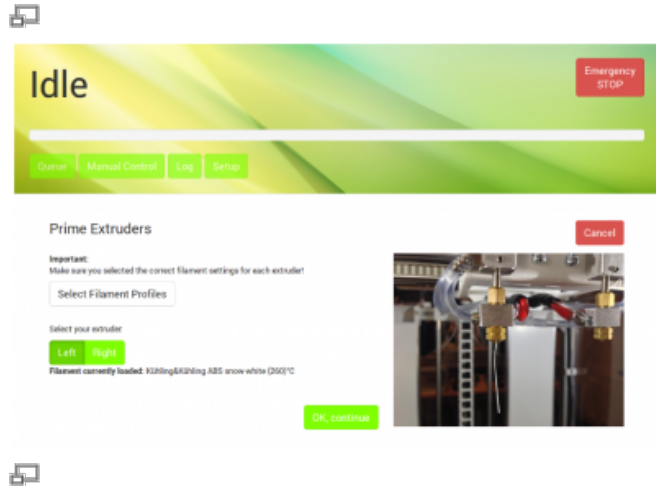 Idle
Emergency
STOP
Queue Manual Control Log Setup
Prime Extruders
Cancel
Important:
Make sure you selected the correct filament settings for each extruder!
Select Filament Profiles
Select your extruder:
Left Right
Filament currently loaded: Kühling&Kühling ABS snow-white (260)°C
OK, continue